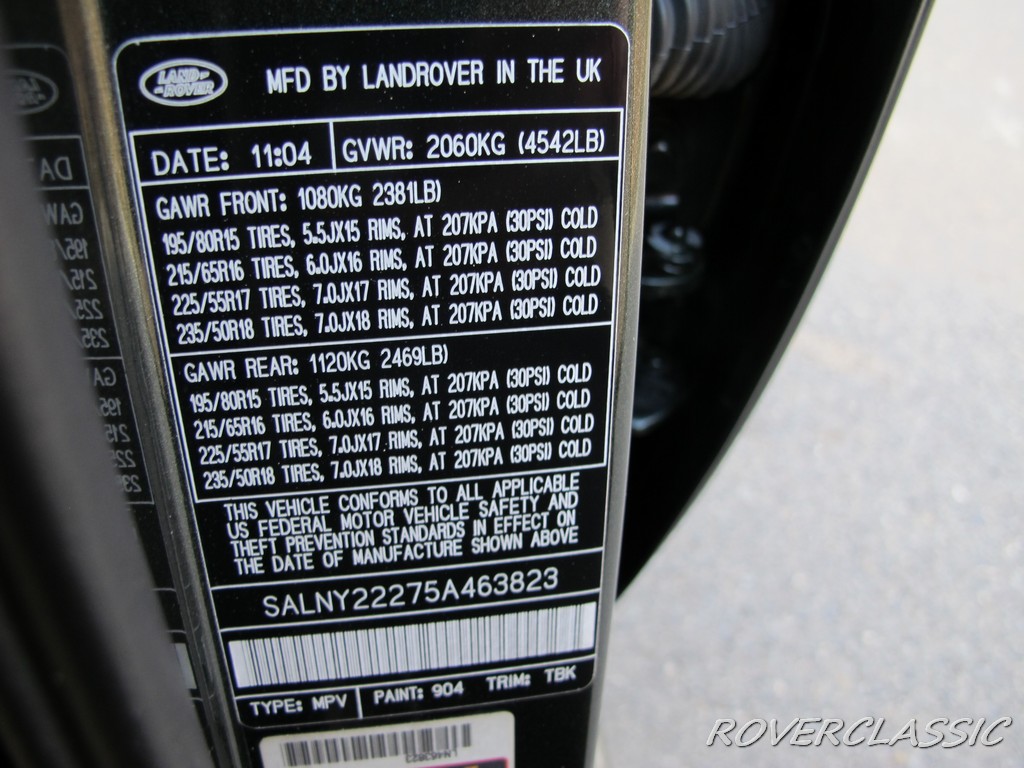 LAND ROVER
MFD BY LANDROVER IN THE UK
DATE: 11:04 GVWR: 2060KG (4542LB)
GAWR FRONT: 1080KG 2381LB)
195/80R15 TIRES, 5.5JX15 RIMS, AT 207KPA (30PSI) COLD
215/65R16 TIRES, 6.0JX16 RIMS, AT 207KPA (30PSI) COLD
225/55R17 TIRES, 7.0JX17 RIMS, AT 207KPA (30PSI) COLD
235/50R18 TIRES, 7.0JX18 RIMS, AT 207KPA (30PSI) COLD
GAWR REAR: 1120KG 2469LB)
195/80R15 TIRES, 5.5JX15 RIMS, AT 207KPA (30PSI) COLD
215/65R16 TIRES, 6.0JX16 RIMS, AT 207KPA (30PSI) COLD
225/55R17 TIRES, 7.0JX17 RIMS, AT 207KPA (30PSI) COLD
235/50R18 TIRES, 7.0JX18 RIMS, AT 207KPA (30PSI) COLD
THIS VEHICLE CONFORMS TO ALL APPLICABLE
US FEDERAL MOTOR VEHICLE SAFETY AND
THEFT PREVENTION STANDARDS IN EFFECT ON
THE DATE OF MANUFACTURE SHOWN ABOVE
SALNY22275A463823
TYPE: MPV PAINT: 904 TRIM: TBK
ROVERCLASSIC